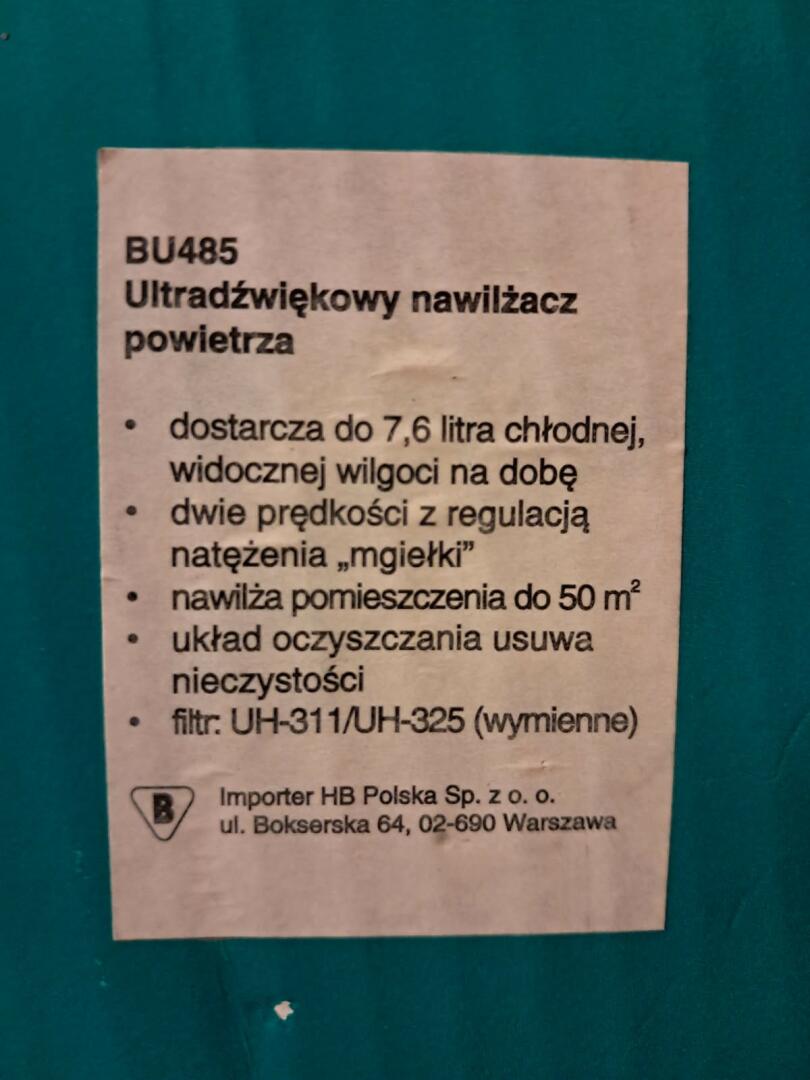 BU485
Ultradźwiękowy nawilżacz
powietrza
• dostarcza do 7,6 litra chłodnej,
widocznej wilgoci na dobę
• dwie prędkości z regulacją
natężenia „mgiełki”
• nawilża pomieszczenia do 50 m²
• układ oczyszczania usuwa
nieczystości
• filtr: UH-311/UH-325 (wymienne)
B
Importer HB Polska Sp. z o. o.
ul. Bokserska 64, 02-690 Warszawa